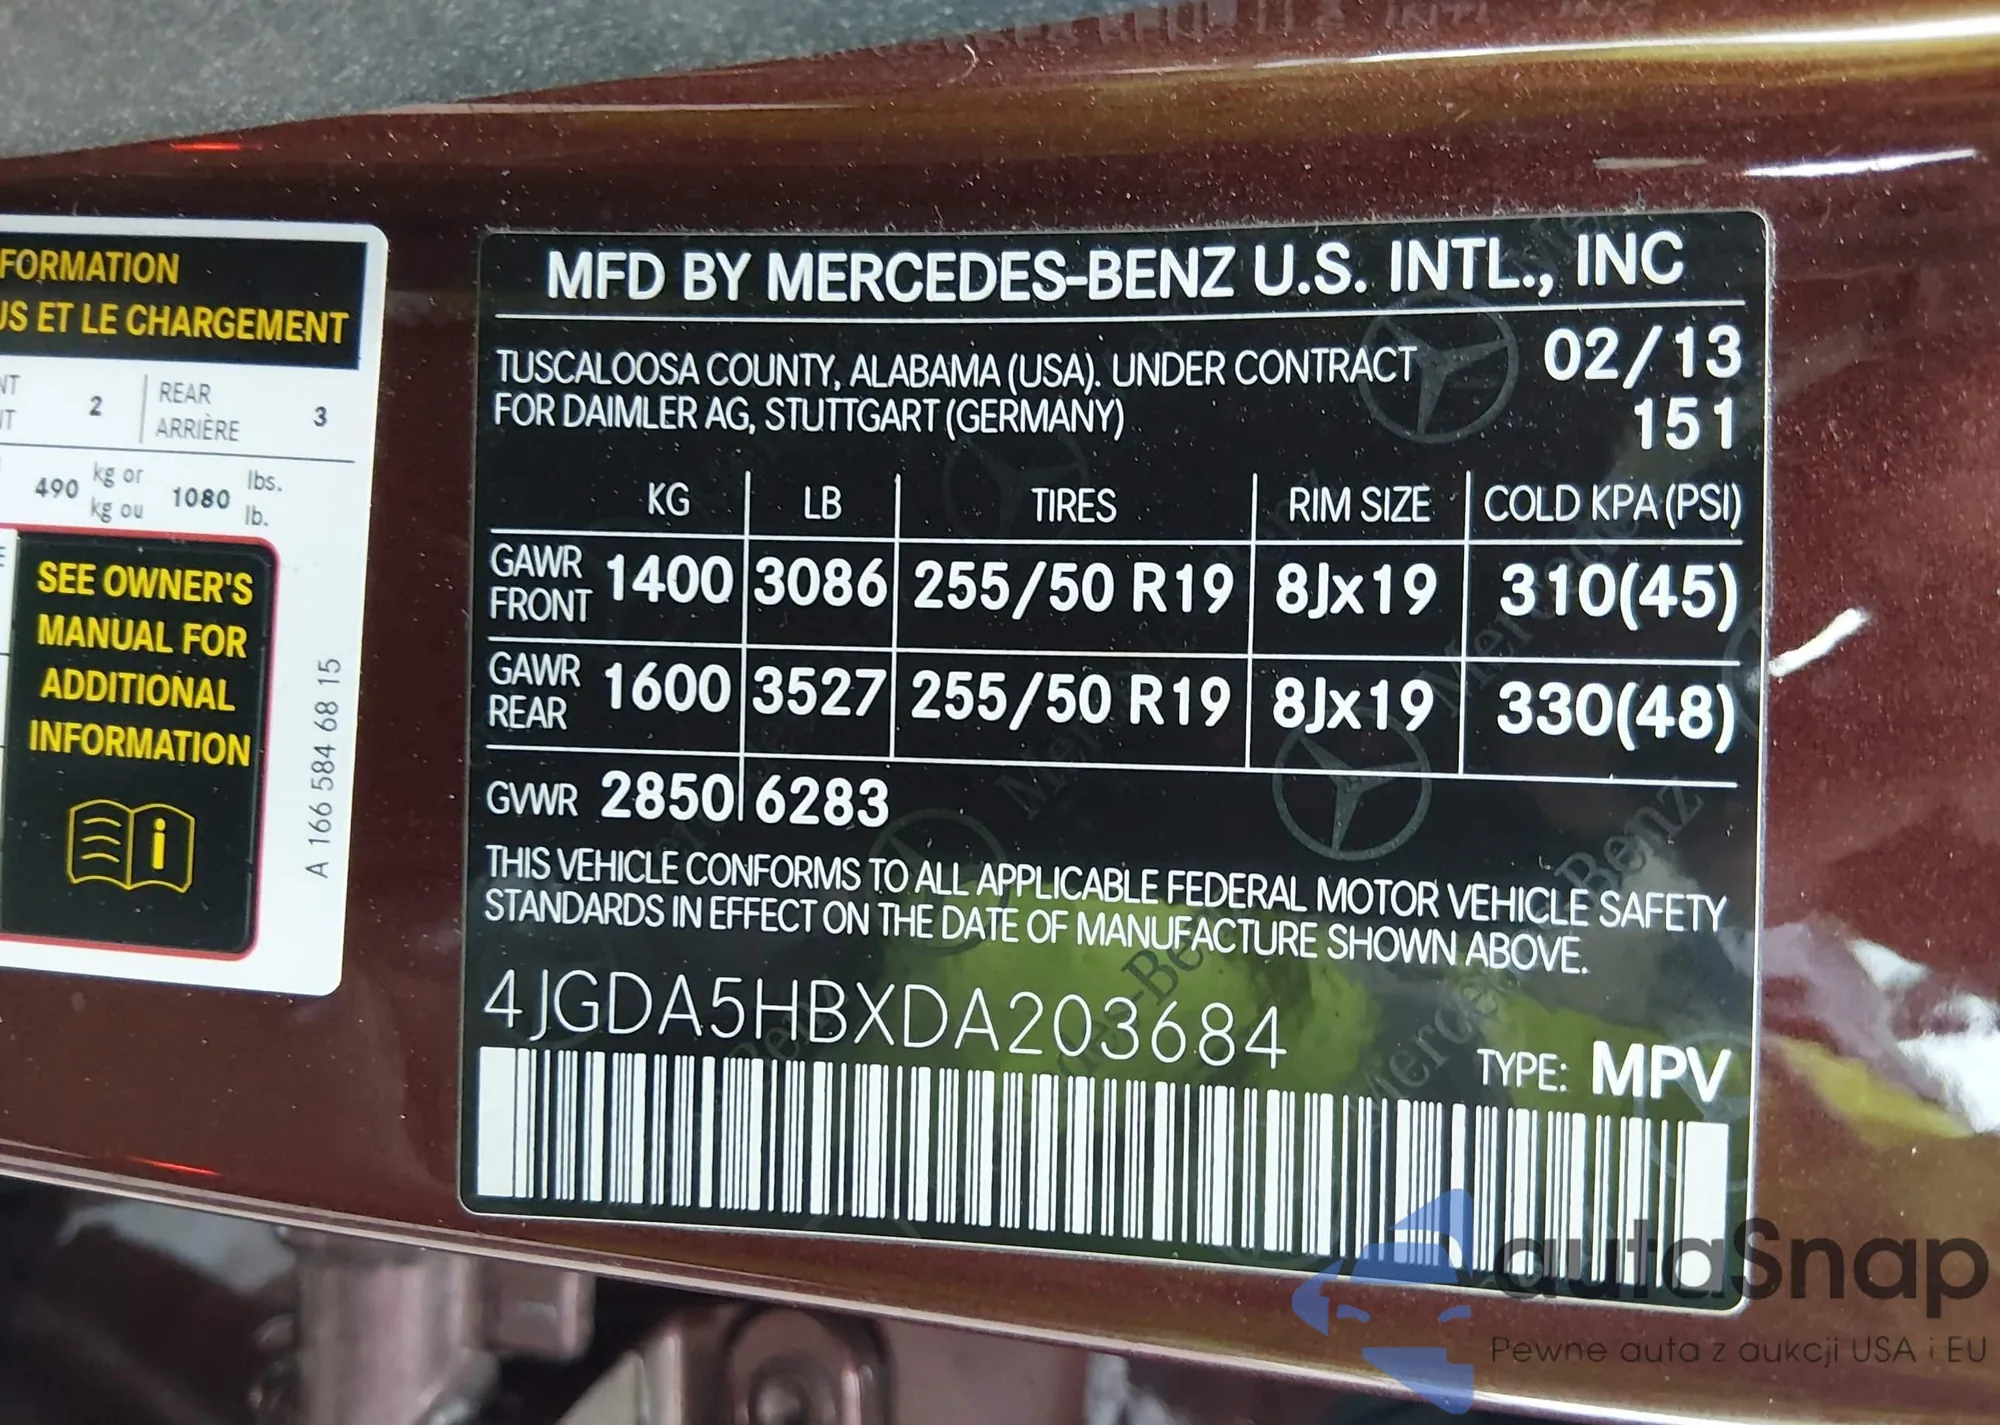 FORMATION
US ET LE CHARGEMENT
NT 2 REAR 3
NT ARRIÈRE
490 kg or 1080 lbs.
kg ou lb.
SEE OWNER'S
MANUAL FOR
ADDITIONAL
INFORMATION
i
A 166 584 68 15
MFD BY MERCEDES-BENZ U.S. INTL., INC
TUSCALOOSA COUNTY, ALABAMA (USA). UNDER CONTRACT 02/13
FOR DAIMLER AG, STUTTGART (GERMANY) 151
KG LB TIRES RIM SIZE COLD KPA (PSI)
GAWR FRONT 1400 3086 255/50 R19 8Jx19 310(45)
GAWR REAR 1600 3527 255/50 R19 8Jx19 330(48)
GVWR 2850 6283
THIS VEHICLE CONFORMS TO ALL APPLICABLE FEDERAL MOTOR VEHICLE SAFETY
STANDARDS IN EFFECT ON THE DATE OF MANUFACTURE SHOWN ABOVE.
4JGDA5HBXDA203684
TYPE: MPV
autaSnap
Pewne auta z aukcji USA i EU